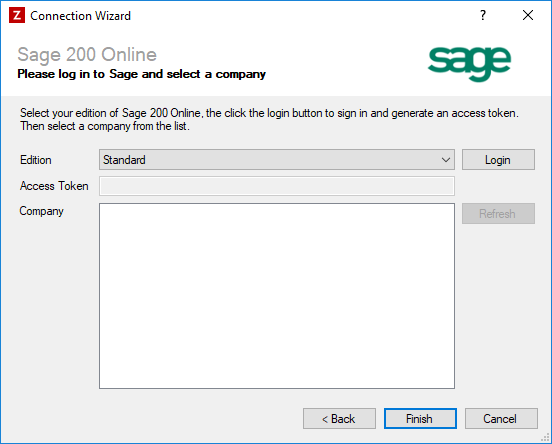 Z Connection Wizard ?
Sage 200 Online
Please log in to Sage and select a company
sage
Select your edition of Sage 200 Online, the click the login button to sign in and generate an access token.
Then select a company from the list.
Edition Standard Login
Access Token
Company Refresh
< Back Finish Cancel